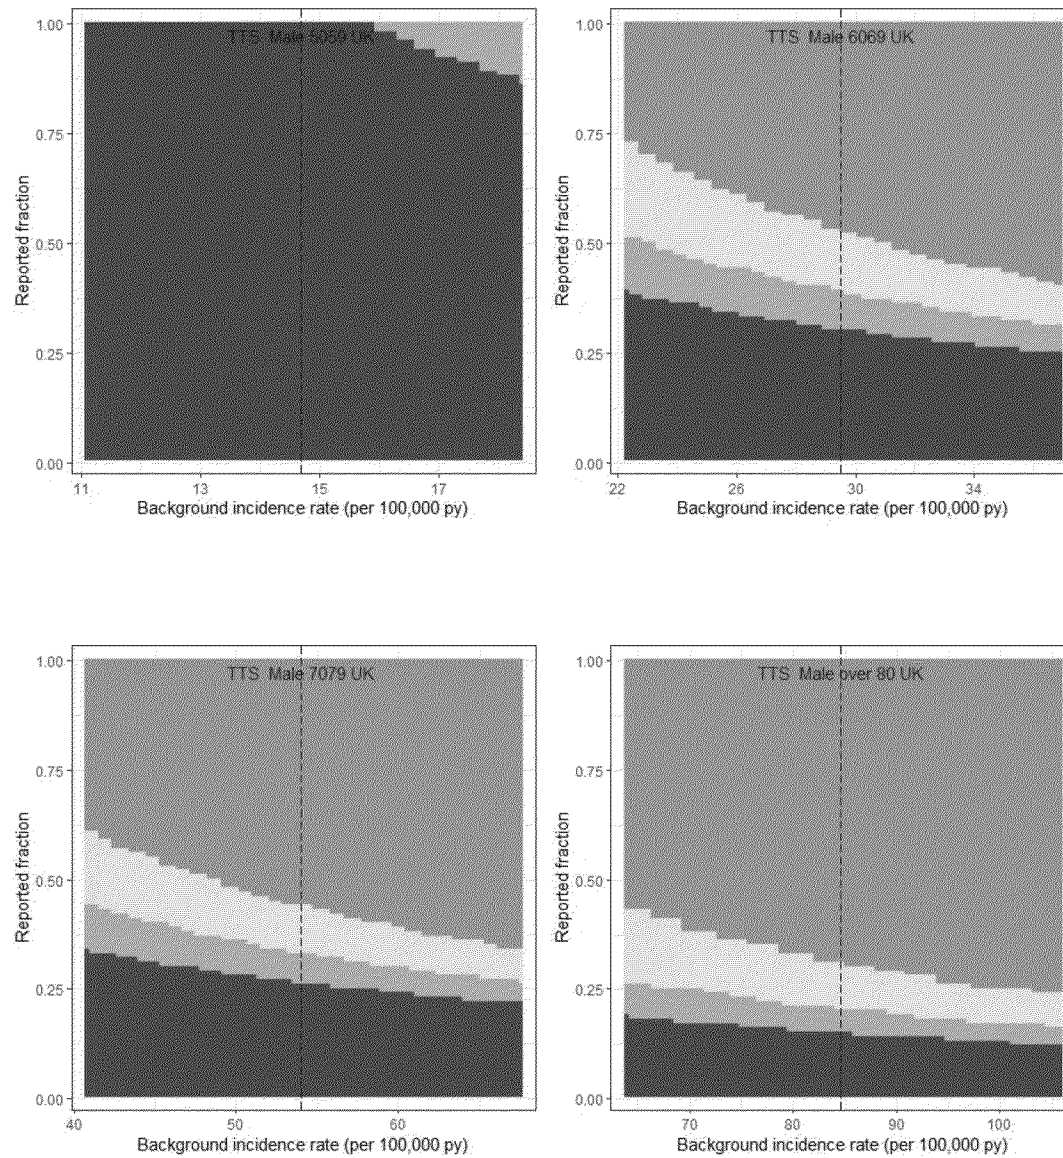 1.00
TTS Male 5059 UK
0.75
Reported fraction
0.50
0.25
0.00
11 13 15 17
Background incidence rate (per 100,000 py)
1.00
TTS Male 6069 UK
0.75
Reported fraction
0.50
0.25
0.00
22 26 30 34
Background incidence rate (per 100,000 py)
1.00
TTS Male 7079 UK
0.75
Reported fraction
0.50
0.25
0.00
40 50 60
Background incidence rate (per 100,000 py)
1.00
TTS Male over 80 UK
0.75
Reported fraction
0.50
0.25
0.00
70 80 90 100
Background incidence rate (per 100,000 py)